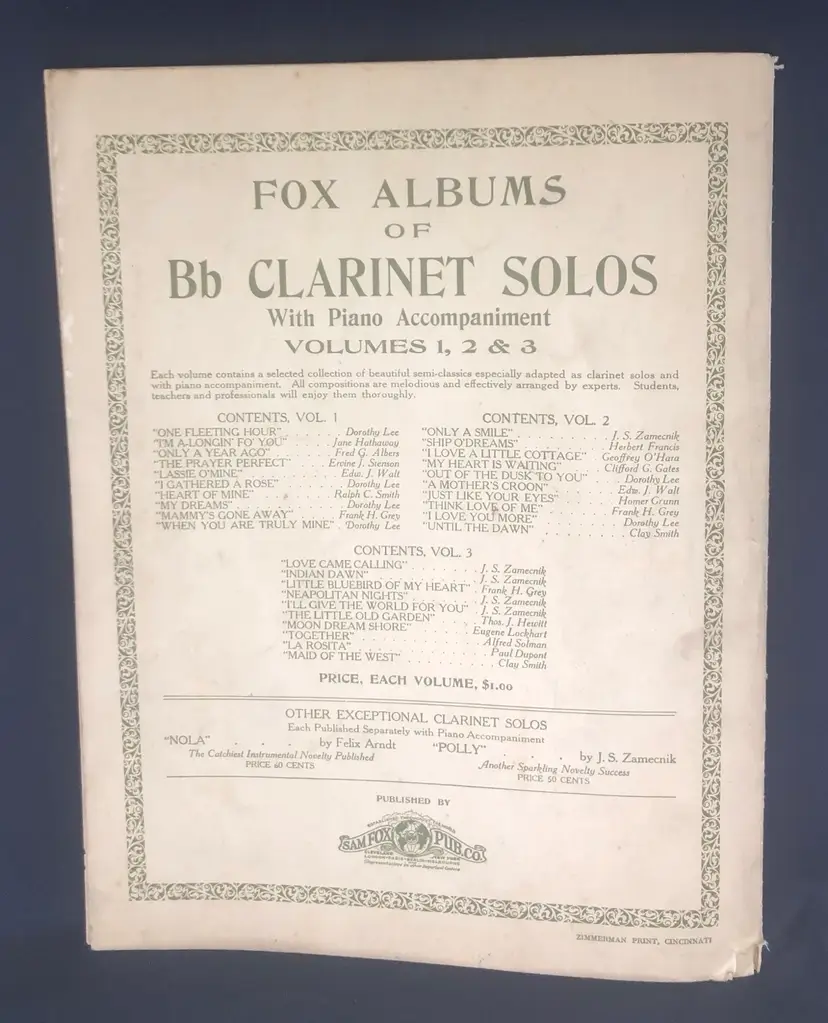 FOX ALBUMS
OF
Bb CLARINET SOLOS
With Piano Accompaniment
VOLUMES 1, 2 & 3
Each volume contains a selected collection of beautiful semi-classics especially adapted as clarinet solos and
with piano accompaniment. All compositions are melodious and effectively arranged by experts. Students,
teachers and professionals will enjoy them thoroughly.
CONTENTS, VOL. 1
"ONE FLEETING HOUR" . . . . . . Dorothy Lee
"I'M A-LONGIN' FO' YOU" . . . . . Jane Hathaway
"ONLY A YEAR AGO" . . . . . . Fred G. Albers
"THE PRAYER PERFECT" . . . Ervine J. Stenson
"LASSIE O'MINE" . . . . . . Edw. J. Walt
"I GATHERED A ROSE" . . . . . . Dorothy Lee
"HEART OF MINE" . . . . . . Ralph C. Smith
"MY DREAMS" . . . . . . Dorothy Lee
"MAMMY'S GONE AWAY" . . . . . Frank H. Grey
"WHEN YOU ARE TRULY MINE" . Dorothy Lee
CONTENTS, VOL. 2
"ONLY A SMILE" . . . . . . . . J. S. Zamecnik
"SHIP O'DREAMS" . . . . . . . . Herbert Francis
"I LOVE A LITTLE COTTAGE" . Geoffrey O'Hara
"MY HEART IS WAITING" . . . . Clifford G. Gates
"OUT OF THE DUSK TO YOU" . . . Dorothy Lee
"A MOTHER'S CROON" . . . . . . Edw. J. Walt
"JUST LIKE YOUR EYES" . . . . . Homer Grunn
"THINK LOVE OF ME" . . . . . . Frank H. Grey
"I LOVE YOU MORE" . . . . . . . Dorothy Lee
"UNTIL THE DAWN" . . . . . . . . Clay Smith
CONTENTS, VOL. 3
"LOVE CAME CALLING" . . . . . . . J. S. Zamecnik
"INDIAN DAWN" . . . . . . . . J. S. Zamecnik
"LITTLE BLUEBIRD OF MY HEART" . Frank H. Grey
"NEAPOLITAN NIGHTS" . . . . . . J. S. Zamecnik
"I'LL GIVE THE WORLD FOR YOU" . . J. S. Zamecnik
"THE LITTLE OLD GARDEN" . . . . . Thos. J. Hewitt
"MOON DREAM SHORE" . . . . . . Eugene Lockhart
"TOGETHER" . . . . . . . . . Alfred Solman
"LA ROSITA" . . . . . . . . . . Paul Dupont
"MAID OF THE WEST" . . . . . . . . Clay Smith
PRICE, EACH VOLUME, $1.00
OTHER EXCEPTIONAL CLARINET SOLOS
Each Published Separately with Piano Accompaniment
"NOLA" . . . . by Felix Arndt
The Catchiest Instrumental Novelty Published
PRICE 60 CENTS
"POLLY" . . . . by J. S. Zamecnik
Another Sparkling Novelty Success
PRICE 50 CENTS
PUBLISHED BY
SAM FOX PUB. CO.
CLEVELAND NEW YORK
LONDON·PARIS·BERLIN·MELBOURNE
ZIMMERMAN PRINT, CINCINNATI